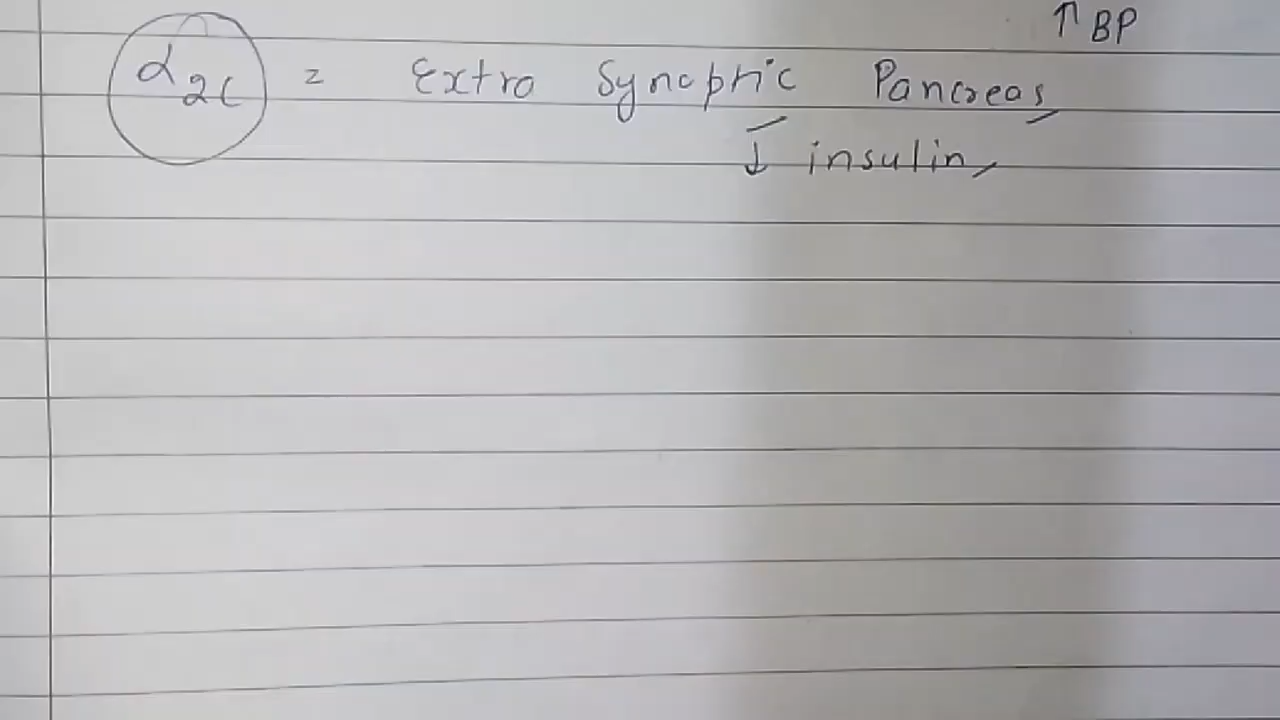 ↑ BP
α2C = Extra Synaptic Pancreas
↓ insulin